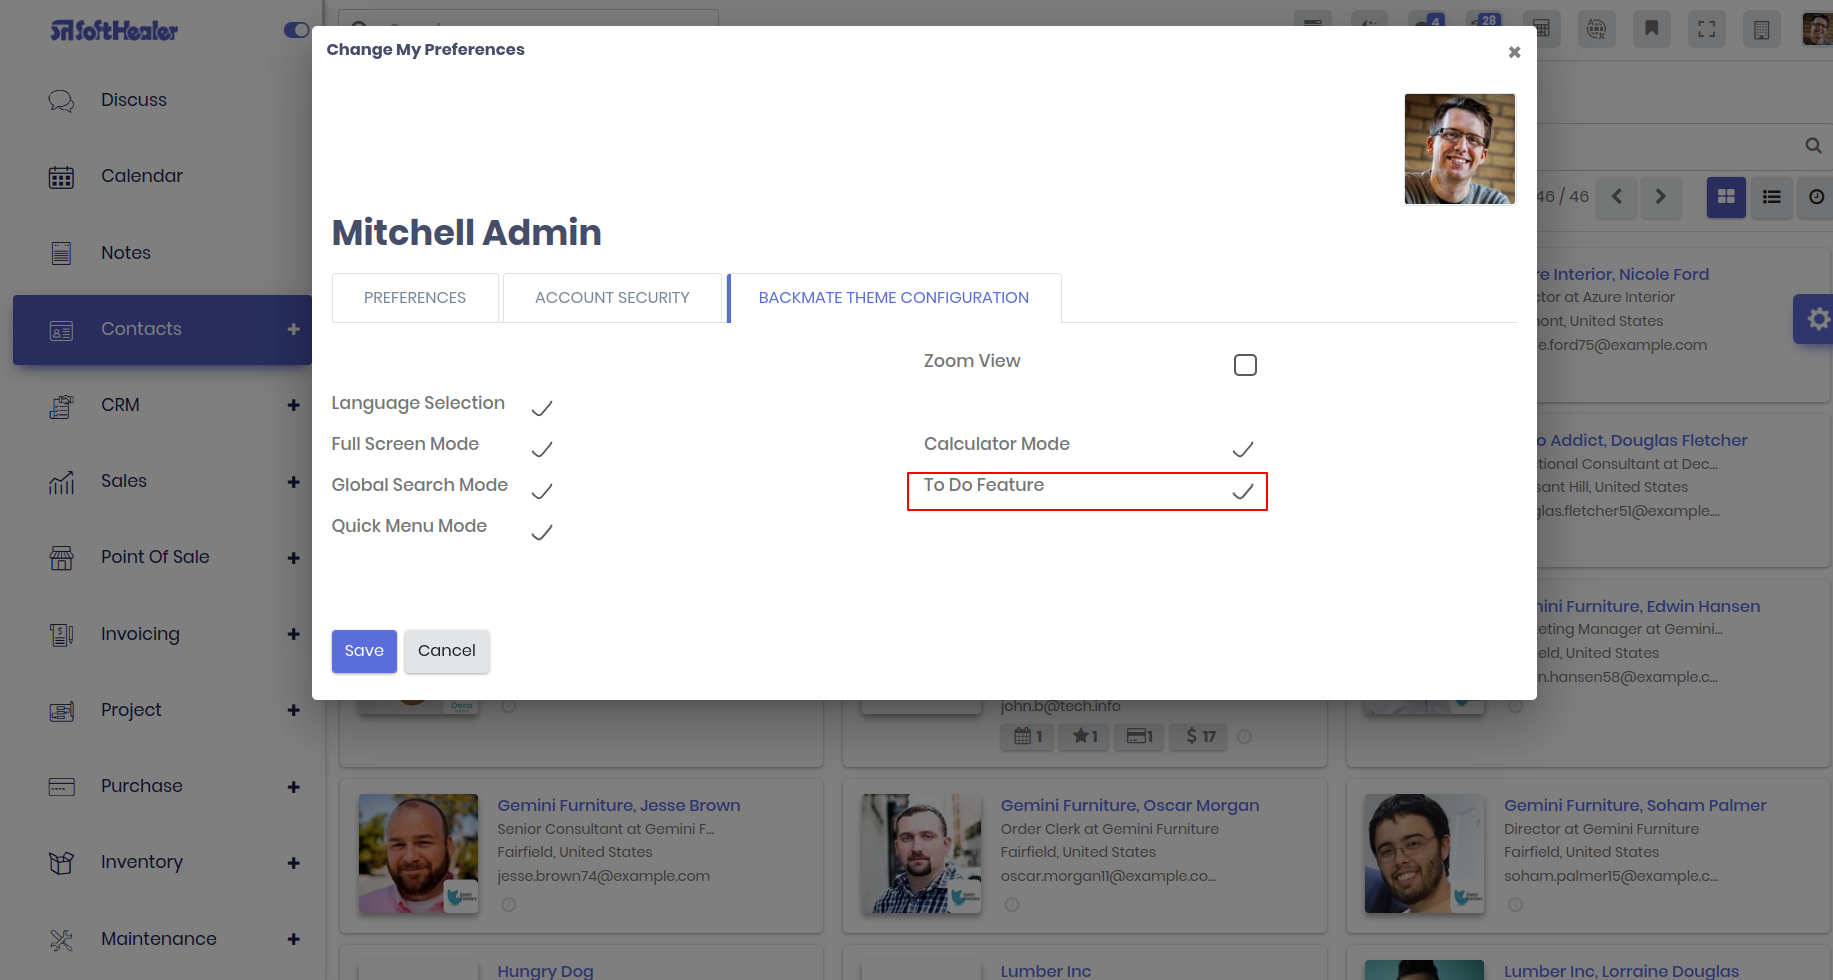 SoftHealer
4
28
Change My Preferences
Discuss
Calendar
Notes
Contacts
CRM
Sales
Point Of Sale
Invoicing
Project
Purchase
Inventory
Maintenance
Mitchell Admin
PREFERENCES
ACCOUNT SECURITY
BACKMATE THEME CONFIGURATION
Zoom View
Language Selection
Full Screen Mode
Calculator Mode
Global Search Mode
To Do Feature
Quick Menu Mode
Save
Cancel
46 / 46
e Interior, Nicole Ford
ctor at Azure Interior
ont, United States
e.ford75@example.com
o Addict, Douglas Fletcher
tional Consultant at Dec...
sant Hill, United States
glas.fletcher51@example....
ini Furniture, Edwin Hansen
eting Manager at Gemini...
ield, United States
n.hansen58@example.c...
Deco
john.b@tech.info
1
1
1
$ 17
Gemini Furniture, Jesse Brown
Senior Consultant at Gemini F...
Fairfield, United States
jesse.brown74@example.com
Gemini Furniture, Oscar Morgan
Order Clerk at Gemini Furniture
Fairfield, United States
oscar.morgan11@example.co...
Gemini Furniture, Soham Palmer
Director at Gemini Furniture
Fairfield, United States
soham.palmer15@example.c...
Hungry Dog
Lumber Inc
Lumber Inc, Lorraine Douglas